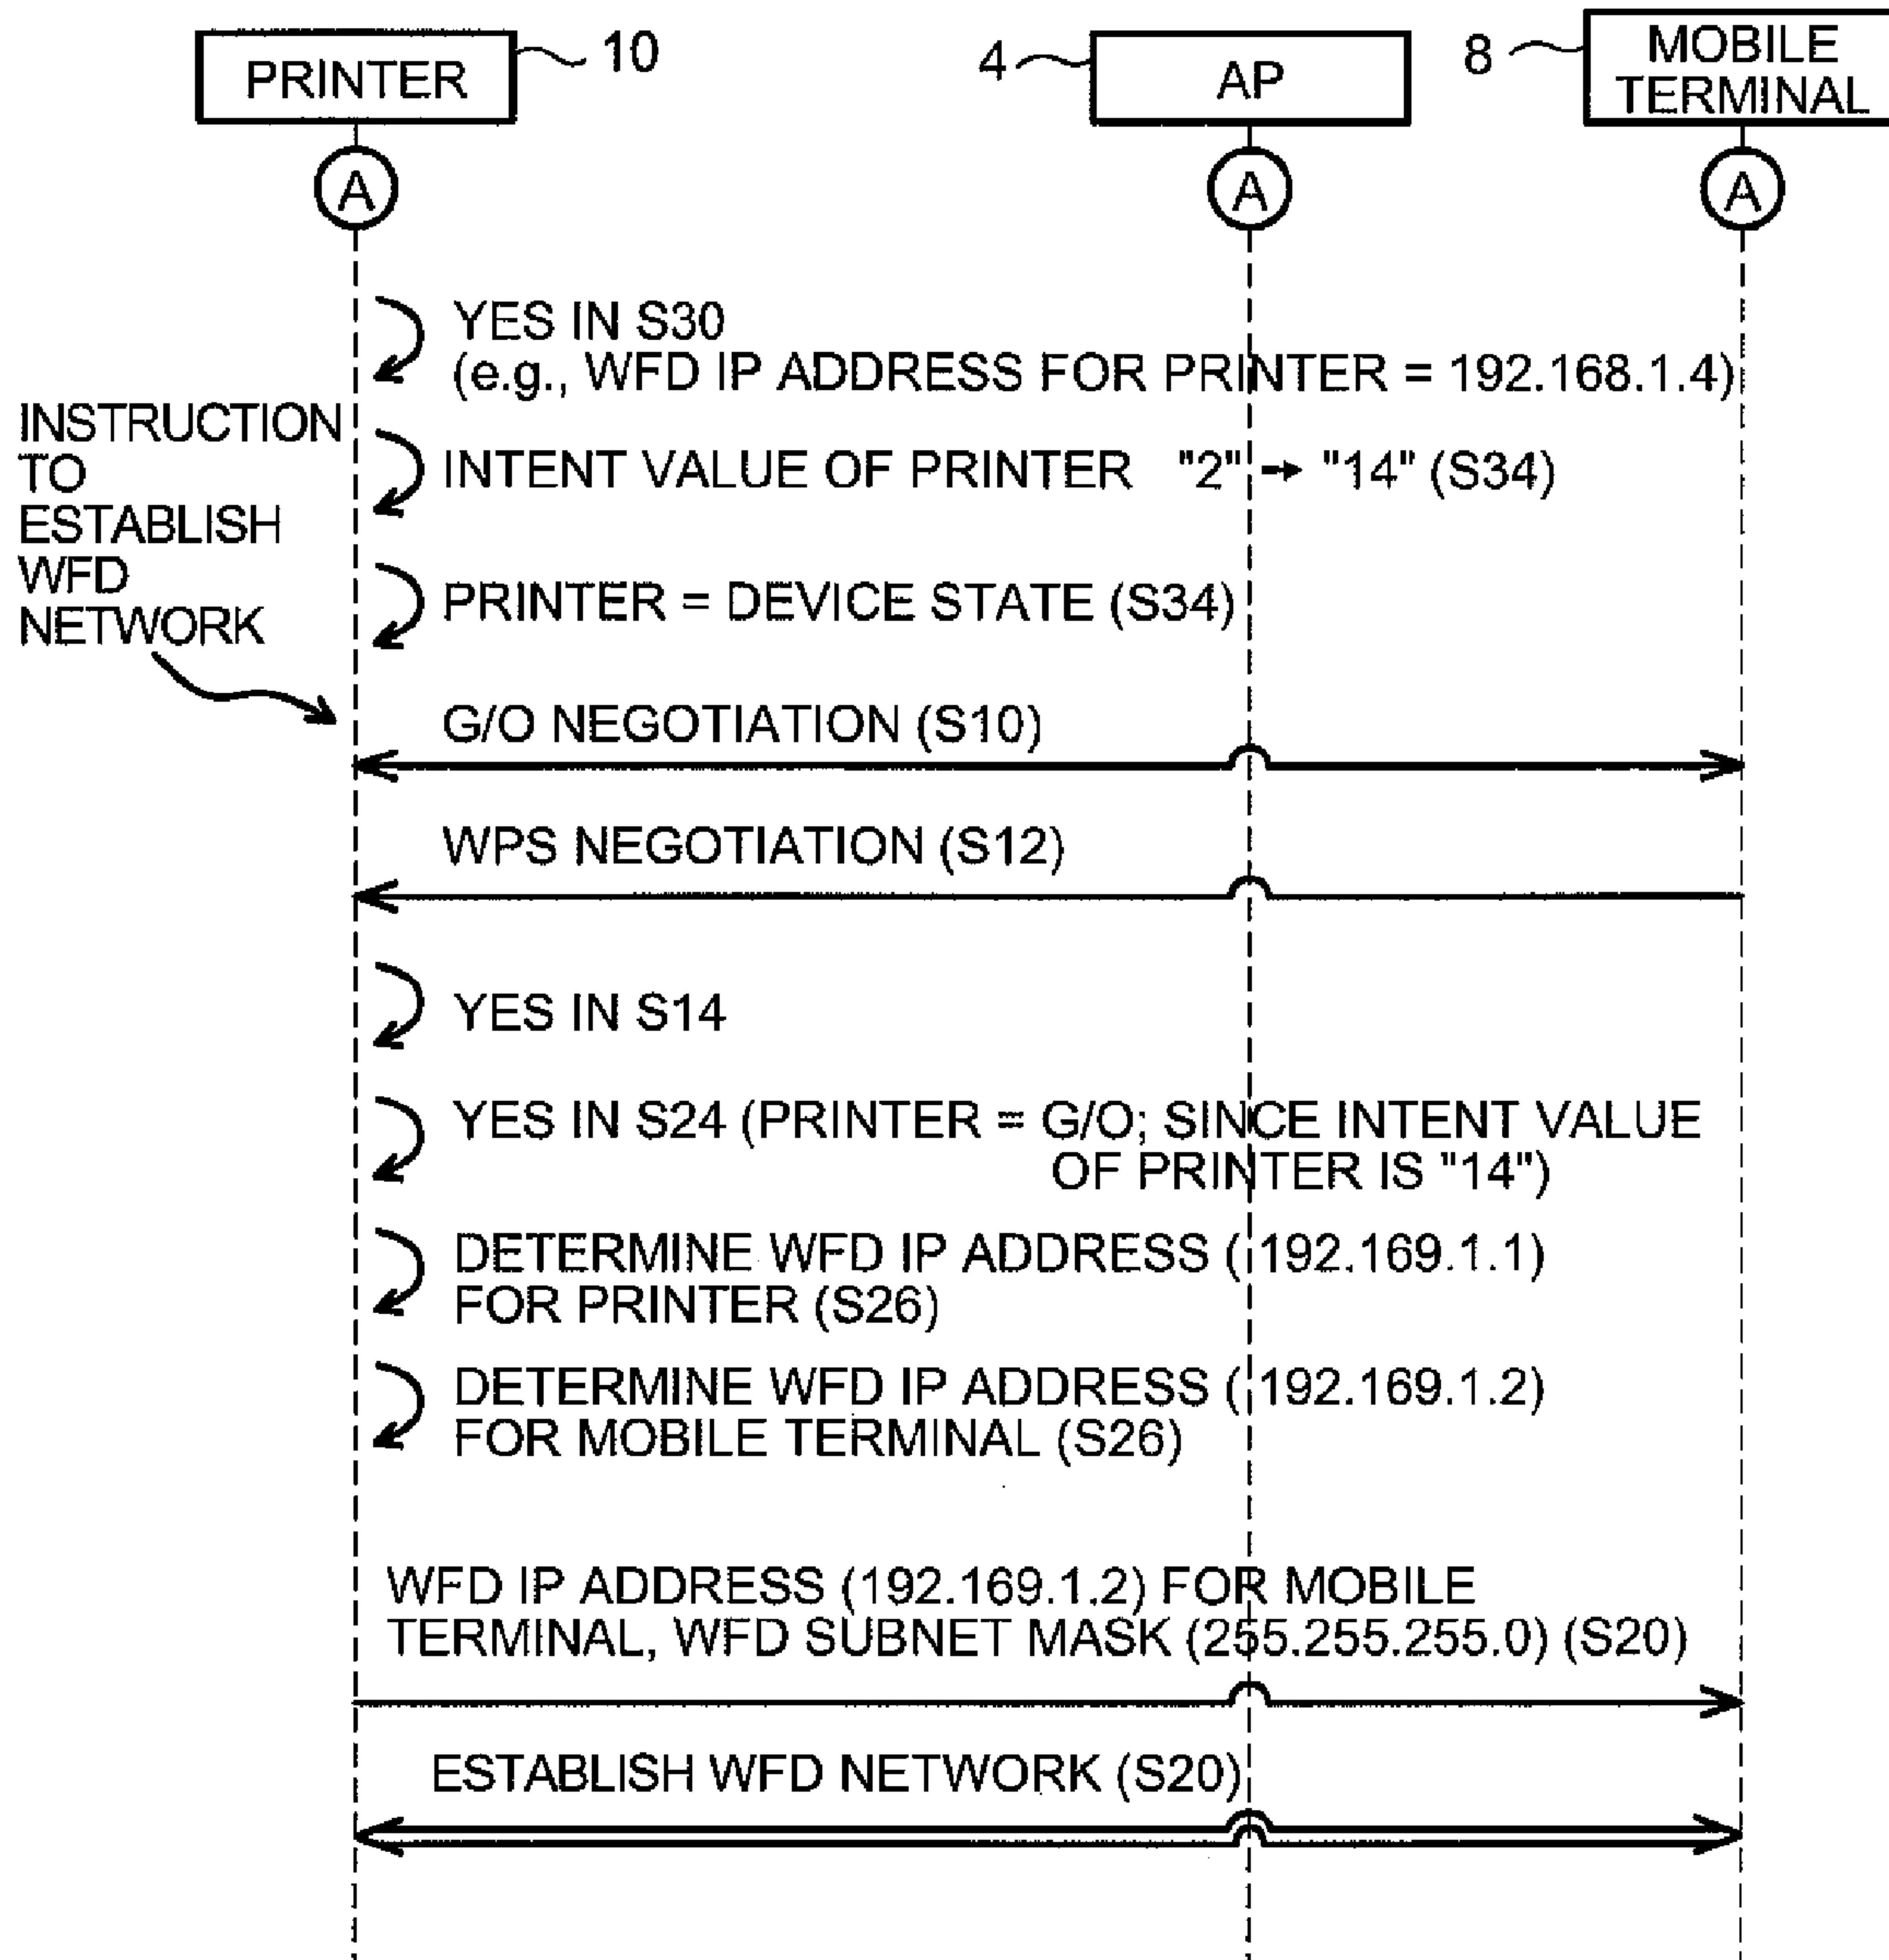 PRINTER
10
4
AP
8
MOBILE
TERMINAL
A
A
A
YES IN S30
(e.g., WFD IP ADDRESS FOR PRINTER = 192.168.1.4)
INSTRUCTION
TO
ESTABLISH
WFD
NETWORK
INTENT VALUE OF PRINTER "2" → "14" (S34)
PRINTER = DEVICE STATE (S34)
G/O NEGOTIATION (S10)
WPS NEGOTIATION (S12)
YES IN S14
YES IN S24 (PRINTER = G/O; SINCE INTENT VALUE
OF PRINTER IS "14")
DETERMINE WFD IP ADDRESS ( 192.169.1.1)
FOR PRINTER (S26)
DETERMINE WFD IP ADDRESS ( 192.169.1.2)
FOR MOBILE TERMINAL (S26)
WFD IP ADDRESS (192.169.1.2) FOR MOBILE
TERMINAL, WFD SUBNET MASK (255.255.255.0) (S20)
ESTABLISH WFD NETWORK (S20)